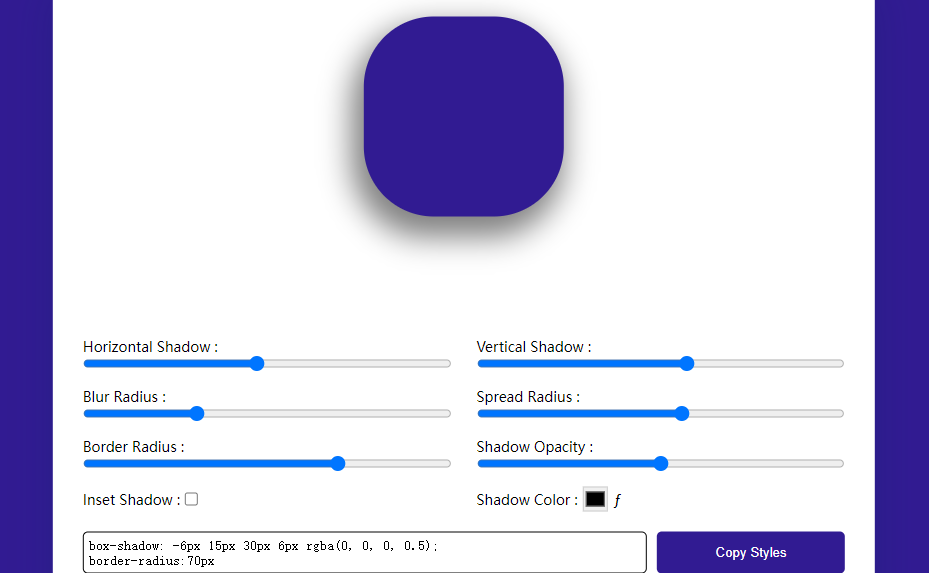 Horizontal Shadow :
Vertical Shadow :
Blur Radius :
Spread Radius :
Border Radius :
Shadow Opacity :
Inset Shadow :
Shadow Color : ƒ
box-shadow: -6px 15px 30px 6px rgba(0, 0, 0, 0.5);
border-radius:70px
Copy Styles